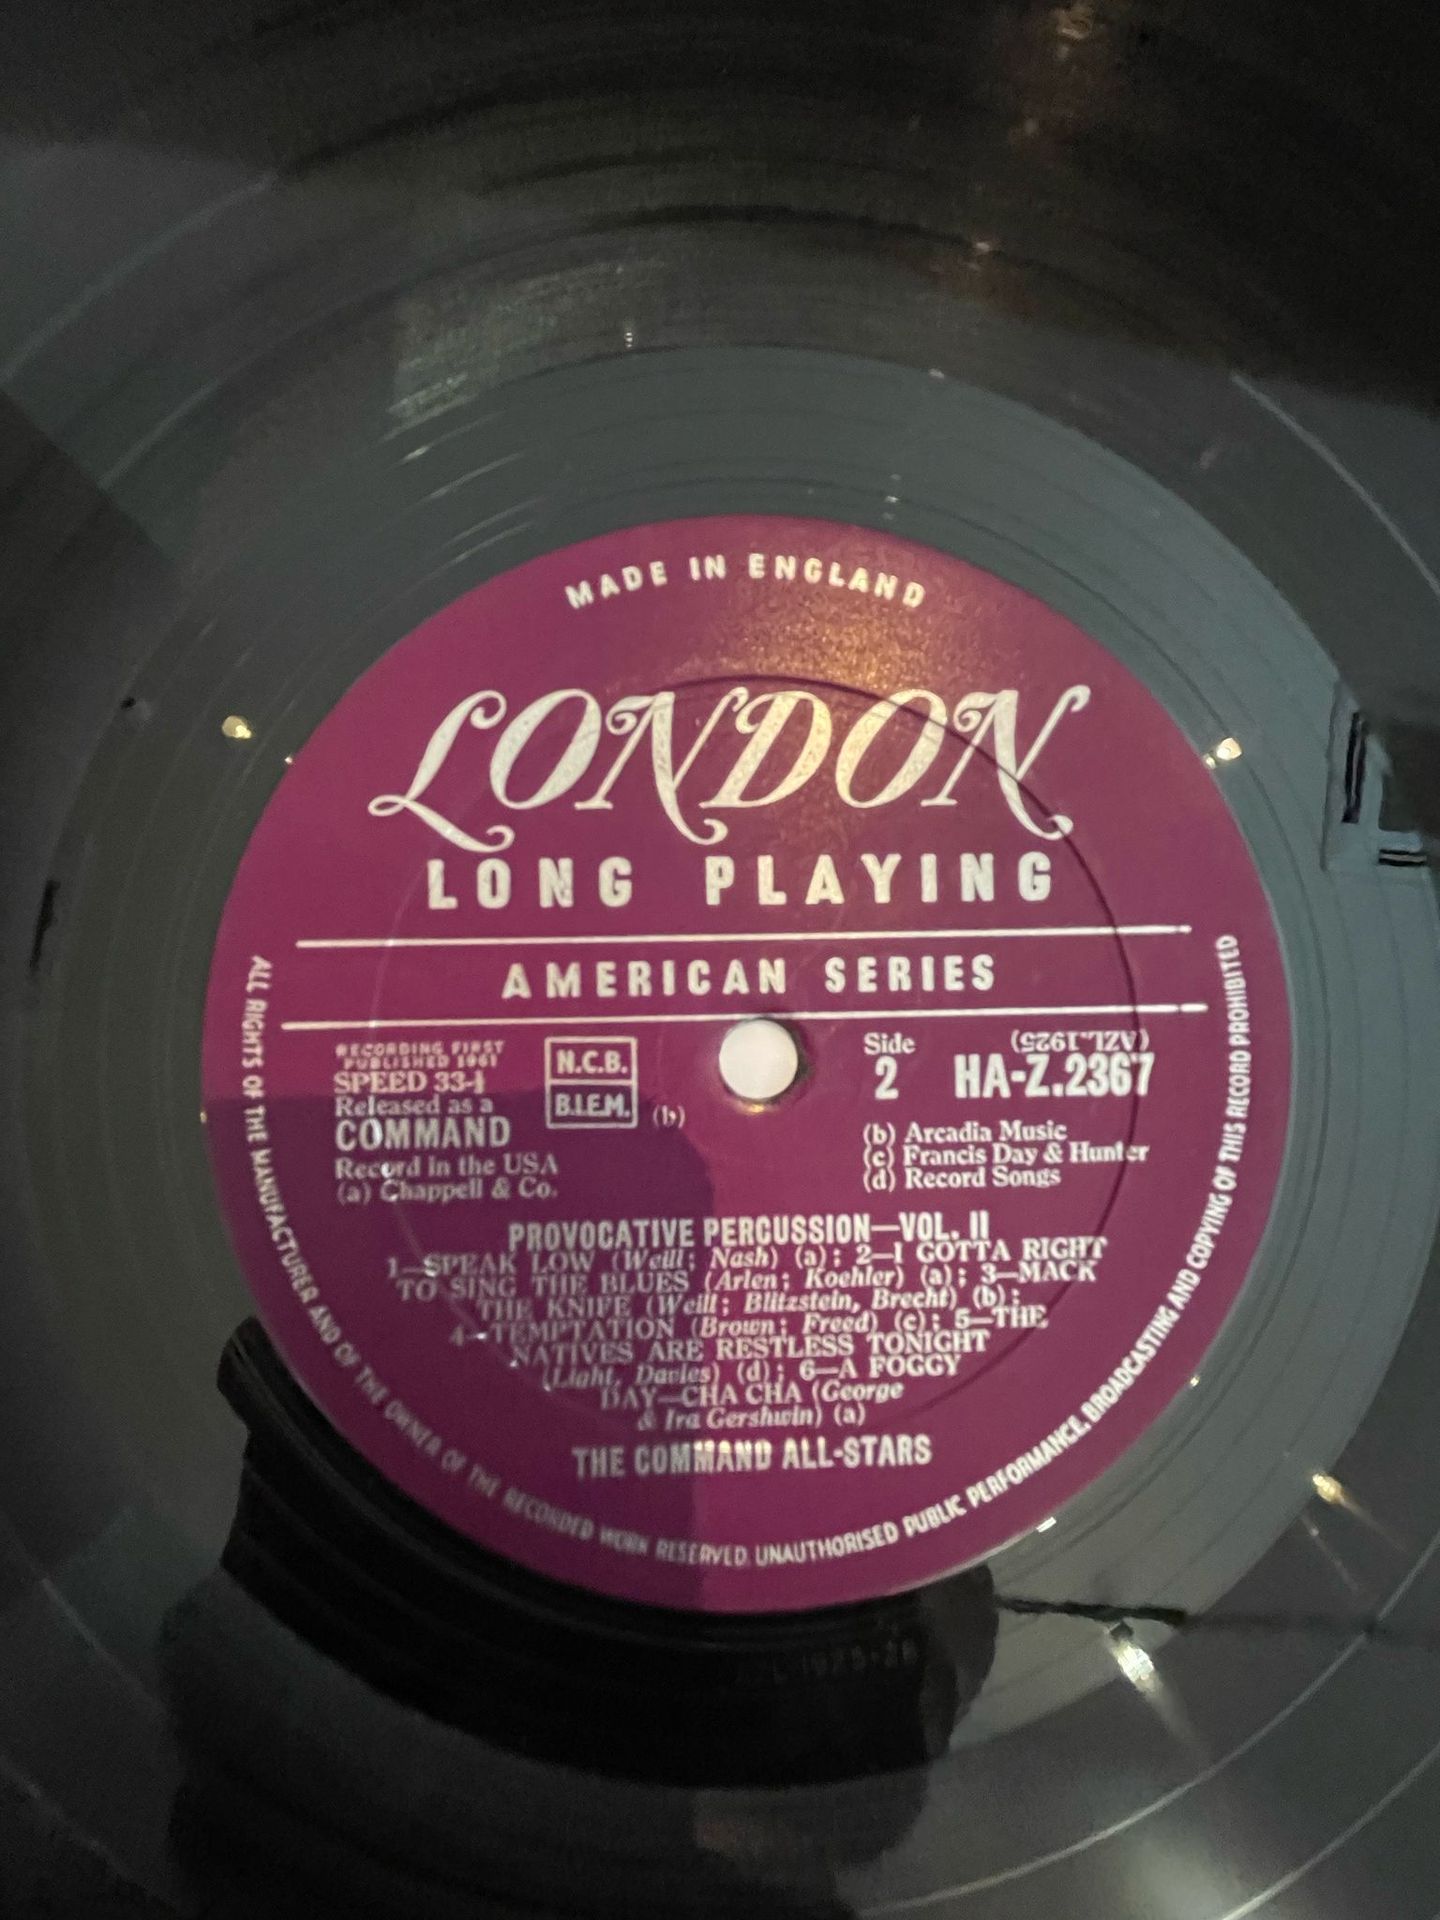 MADE IN ENGLAND
LONDON
LONG PLAYING
AMERICAN SERIES
RECORDING FIRST
PUBLISHED 1961
SPEED 33⅓
Released as a
COMMAND
Record in the USA
(a) Chappell & Co.
N.C.B.
B.I.E.M. (b)
Side
2
(AZL.1925)
HA-Z.2367
(b) Arcadia Music
(c) Francis Day & Hunter
(d) Record Songs
PROVOCATIVE PERCUSSION—VOL. II
1—SPEAK LOW (Weill; Nash) (a); 2—I GOTTA RIGHT
TO SING THE BLUES (Arlen; Koehler) (a); 3—MACK
THE KNIFE (Weill; Blitzstein, Brecht) (b);
4—TEMPTATION (Brown; Freed) (c); 5—THE
NATIVES ARE RESTLESS TONIGHT
(Light, Davies) (d); 6—A FOGGY
DAY—CHA CHA (George
& Ira Gershwin) (a)
THE COMMAND ALL-STARS
ALL RIGHTS OF THE MANUFACTURER AND OF THE OWNER OF THE RECORDED WORK RESERVED. UNAUTHORISED PUBLIC PERFORMANCE, BROADCASTING AND COPYING OF THIS RECORD PROHIBITED